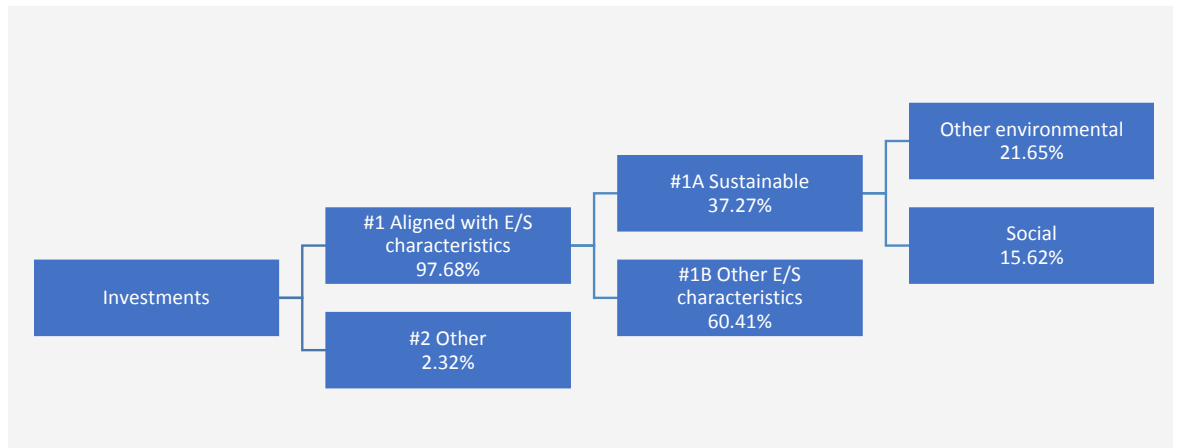 Investments
#1 Aligned with E/S
characteristics
97.68%
#2 Other
2.32%
#1A Sustainable
37.27%
#1B Other E/S
characteristics
60.41%
Other environmental
21.65%
Social
15.62%